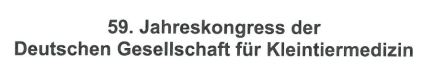 59. Jahreskongress der
Deutschen Gesellschaft für Kleintiermedizin